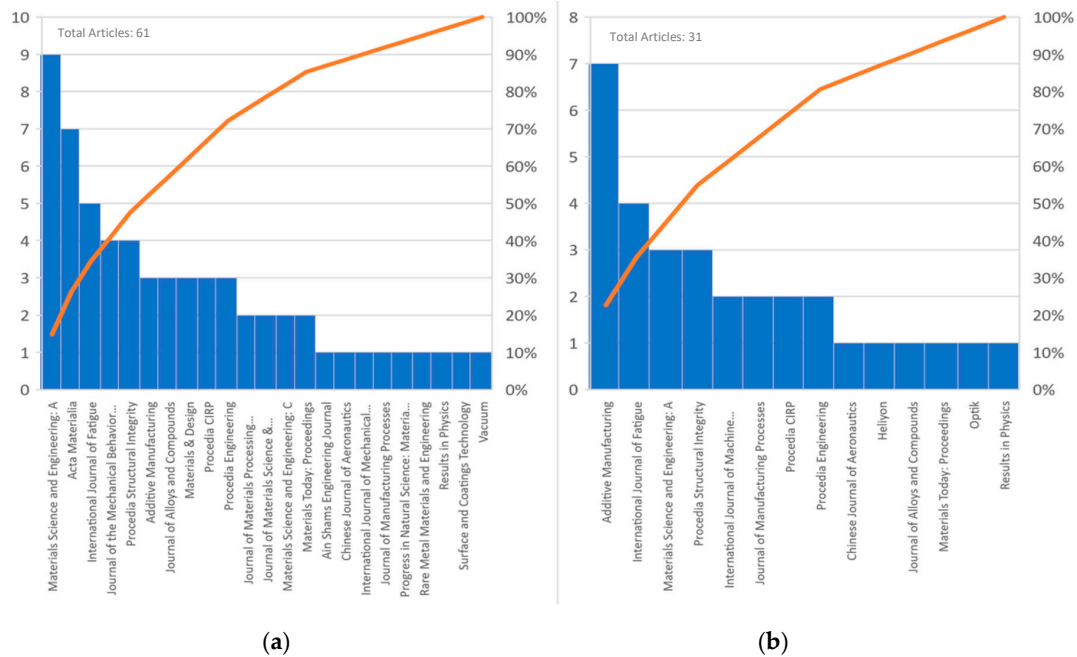 Total Articles: 61
10
9
8
7
6
5
4
3
2
1
0
100%
90%
80%
70%
60%
50%
40%
30%
20%
10%
0%
Materials Science and Engineering: A
Acta Materialia
International Journal of Fatigue
Journal of the Mechanical Behavior...
Procedia Structural Integrity
Additive Manufacturing
Journal of Alloys and Compounds
Materials & Design
Procedia CIRP
Procedia Engineering
Journal of Materials Processing...
Journal of Materials Science &...
Materials Science and Engineering: C
Materials Today: Proceedings
Ain Shams Engineering Journal
Chinese Journal of Aeronautics
International Journal of Mechanical...
Journal of Manufacturing Processes
Progress in Natural Science: Materia...
Rare Metal Materials and Engineering
Results in Physics
Surface and Coatings Technology
Vacuum
(a)
Total Articles: 31
8
7
6
5
4
3
2
1
0
100%
90%
80%
70%
60%
50%
40%
30%
20%
10%
0%
Additive Manufacturing
International Journal of Fatigue
Materials Science and Engineering: A
Procedia Structural Integrity
International Journal of Machine...
Journal of Manufacturing Processes
Procedia CIRP
Procedia Engineering
Chinese Journal of Aeronautics
Heliyon
Journal of Alloys and Compounds
Materials Today: Proceedings
Optik
Results in Physics
(b)